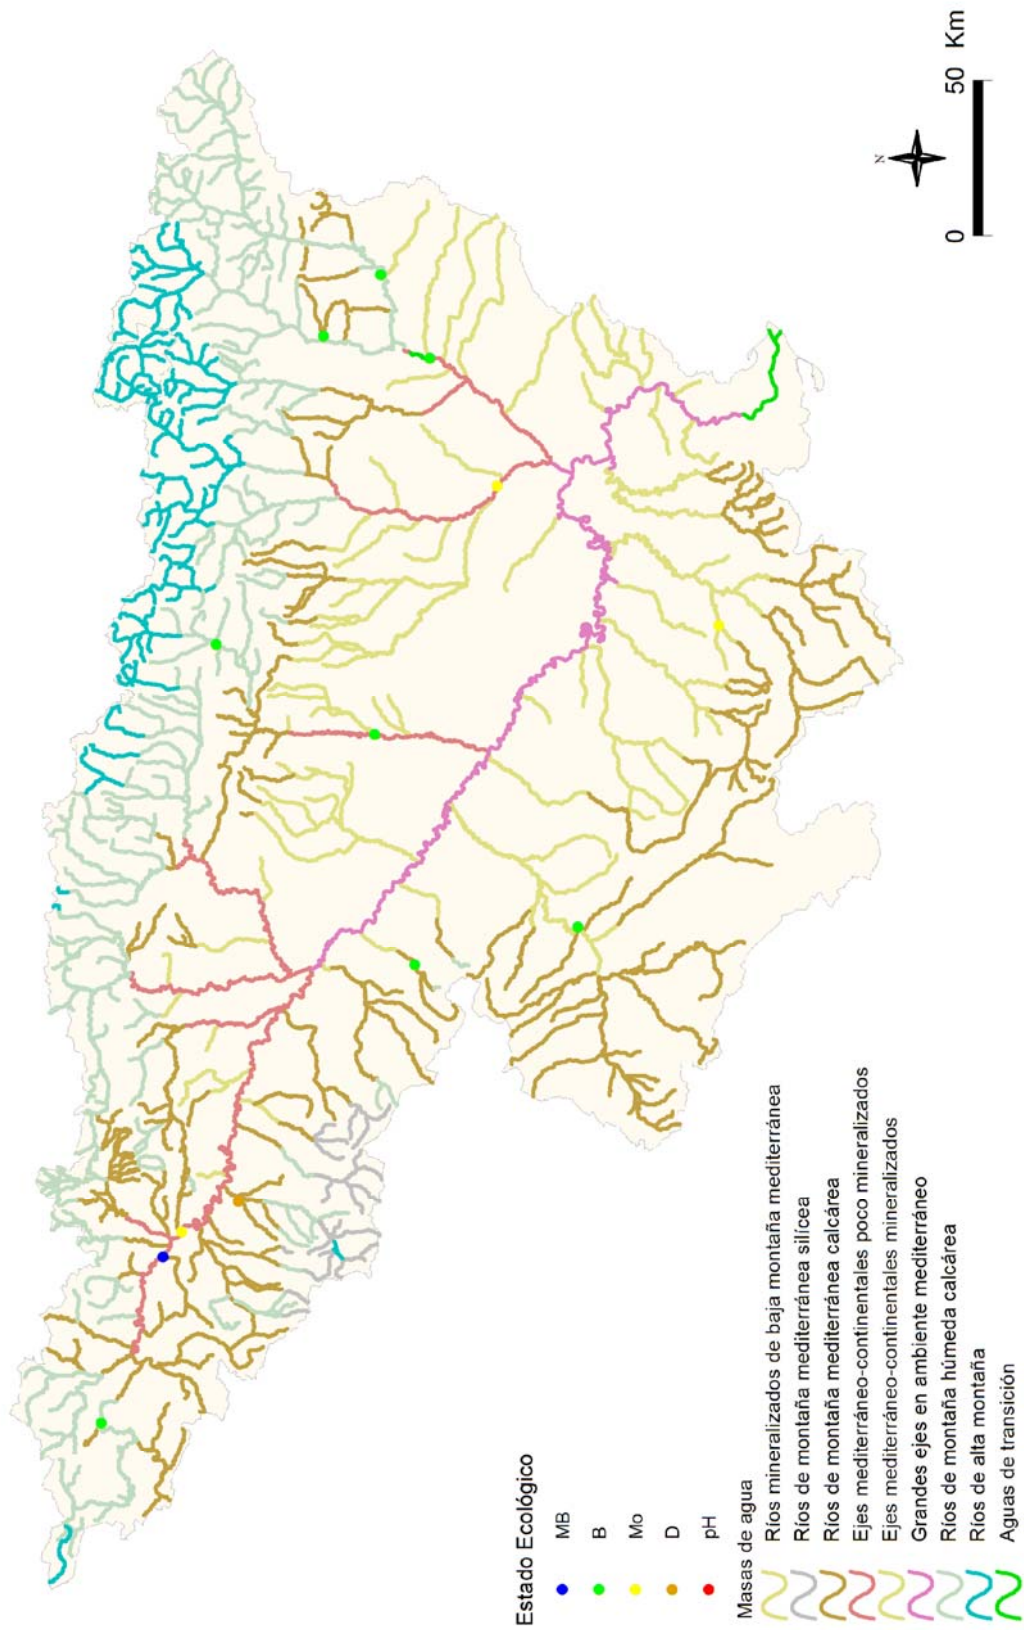 N
0 50 Km
Estado Ecológico
MB
B
Mo
D
pH
Masas de agua
Ríos mineralizados de baja montaña mediterránea
Ríos de montaña mediterránea silícea
Ríos de montaña mediterránea calcárea
Ejes mediterráneo-continentales poco mineralizados
Ejes mediterráneo-continentales mineralizados
Grandes ejes en ambiente mediterráneo
Ríos de montaña húmeda calcárea
Ríos de alta montaña
Aguas de transición